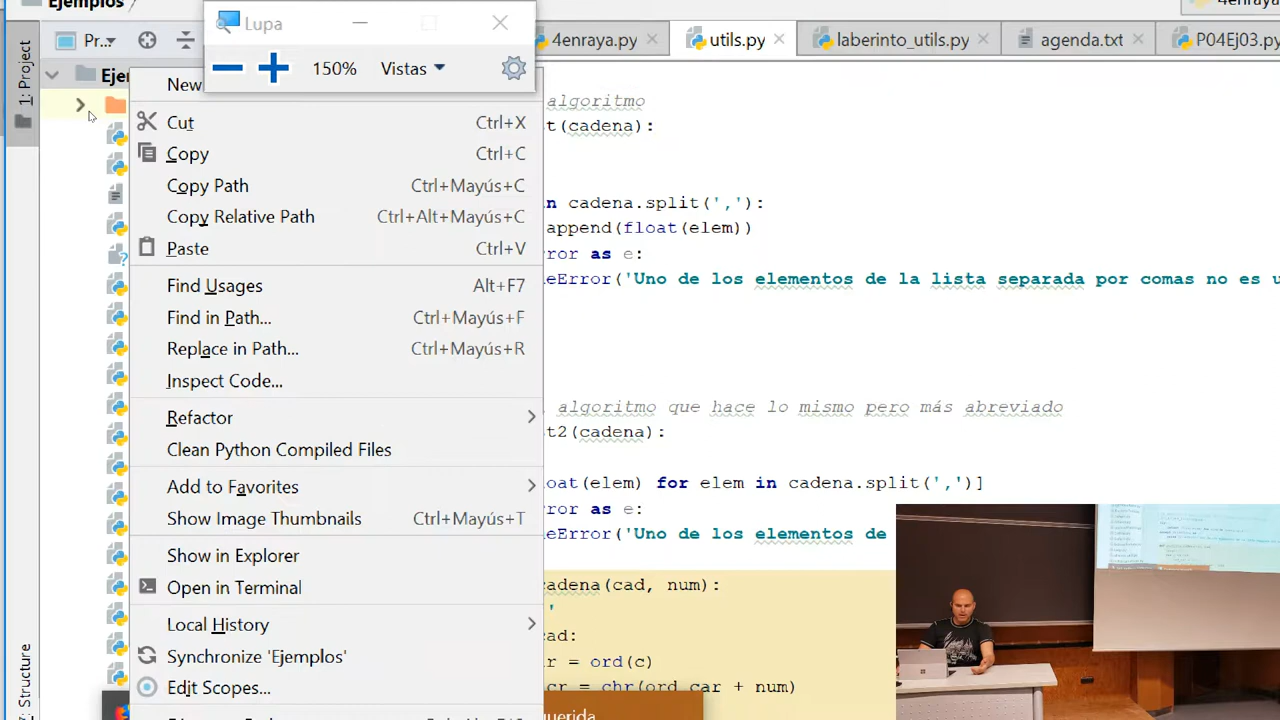 Ejemplos
4enraya
Lupa
150% Vistas
Pr...
4enraya.py
utils.py
laberinto_utils.py
agenda.txt
P04Ej03.py
1: Project
Structure
Eje
New
Cut Ctrl+X
Copy Ctrl+C
Copy Path Ctrl+Mayús+C
Copy Relative Path Ctrl+Alt+Mayús+C
Paste Ctrl+V
Find Usages Alt+F7
Find in Path... Ctrl+Mayús+F
Replace in Path... Ctrl+Mayús+R
Inspect Code...
Refactor
Clean Python Compiled Files
Add to Favorites
Show Image Thumbnails Ctrl+Mayús+T
Show in Explorer
Open in Terminal
Local History
Synchronize 'Ejemplos'
Edit Scopes...
algoritmo
t(cadena):
n cadena.split(','):
append(float(elem))
ror as e:
eError('Uno de los elementos de la lista separada por comas no es u
algoritmo que hace lo mismo pero más abreviado
t2(cadena):
oat(elem) for elem in cadena.split(',')]
ror as e:
eError('Uno de los elementos de
cadena(cad, num):
'
cad:
r = ord(c)
cr = chr(ord_car + num)
uerida